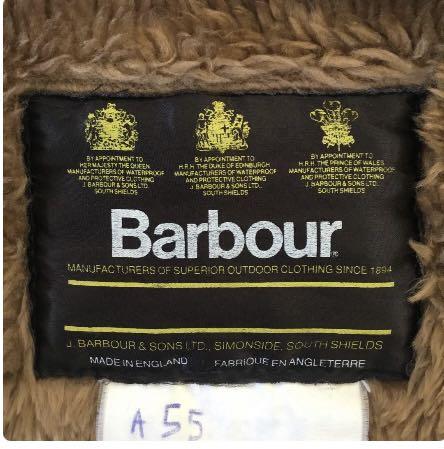 BY APPOINTMENT TO
HER MAJESTY THE QUEEN
MANUFACTURERS OF WATERPROOF
AND PROTECTIVE CLOTHING
J. BARBOUR & SONS LTD.
SOUTH SHIELDS
BY APPOINTMENT TO
H.R.H. THE DUKE OF EDINBURGH
MANUFACTURERS OF WATERPROOF
AND PROTECTIVE CLOTHING
J. BARBOUR & SONS LTD.
SOUTH SHIELDS
BY APPOINTMENT TO
H.R.H. THE PRINCE OF WALES
MANUFACTURERS OF WATERPROOF
AND PROTECTIVE CLOTHING
J. BARBOUR & SONS LTD.
SOUTH SHIELDS
Barbour®
MANUFACTURERS OF SUPERIOR OUTDOOR CLOTHING SINCE 1894
J. BARBOUR & SONS LTD., SIMONSIDE, SOUTH SHIELDS
MADE IN ENGLAND FABRIQUE EN ANGLETERRE
A 55